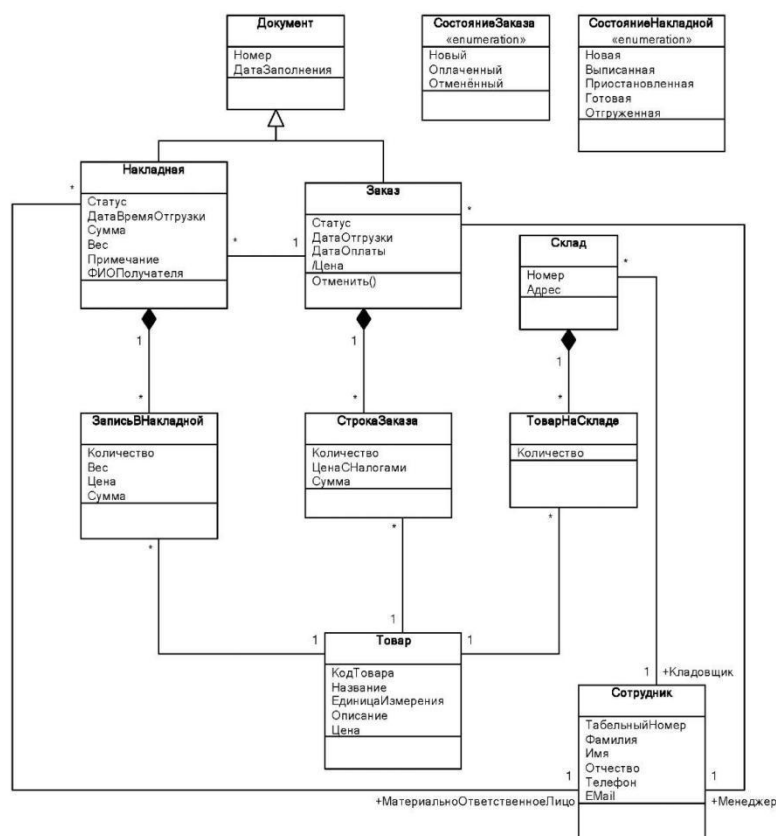 Документ
Номер
ДатаЗаполнения
СостояниеЗаказа
«enumeration»
Новый
Оплаченный
Отменённый
СостояниеНакладной
«enumeration»
Новая
Выписанная
Приостановленная
Готовая
Отгруженная
Накладная
Статус
ДатаВремяОтгрузки
Сумма
Вес
Примечание
ФИОПолучателя
Заказ
Статус
ДатаОтгрузки
ДатаОплаты
/Цена
Отменить()
Склад
Номер
Адрес
*
*
1
*
*
1
1
1
*
*
*
ЗаписьВНакладной
Количество
Вес
Цена
Сумма
СтрокаЗаказа
Количество
ЦенаСНалогами
Сумма
ТоварНаСкладе
Количество
*
*
*
1
1
1
Товар
КодТовара
Название
ЕдиницаИзмерения
Описание
Цена
1 +Кладовщик
Сотрудник
ТабельныйНомер
Фамилия
Имя
Отчество
Телефон
EMail
1
+МатериальноОтветственноеЛицо
1
+Менеджер